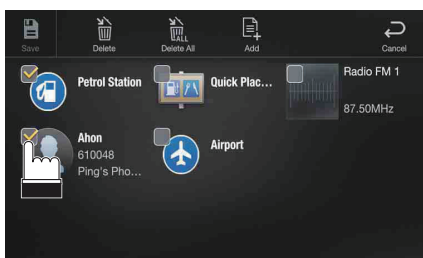 Save
Delete
ALL
Delete All
Add
Cancel
Petrol Station
Quick Plac...
Radio FM 1
87.50MHz
Ahon
610048
Ping's Pho...
Airport